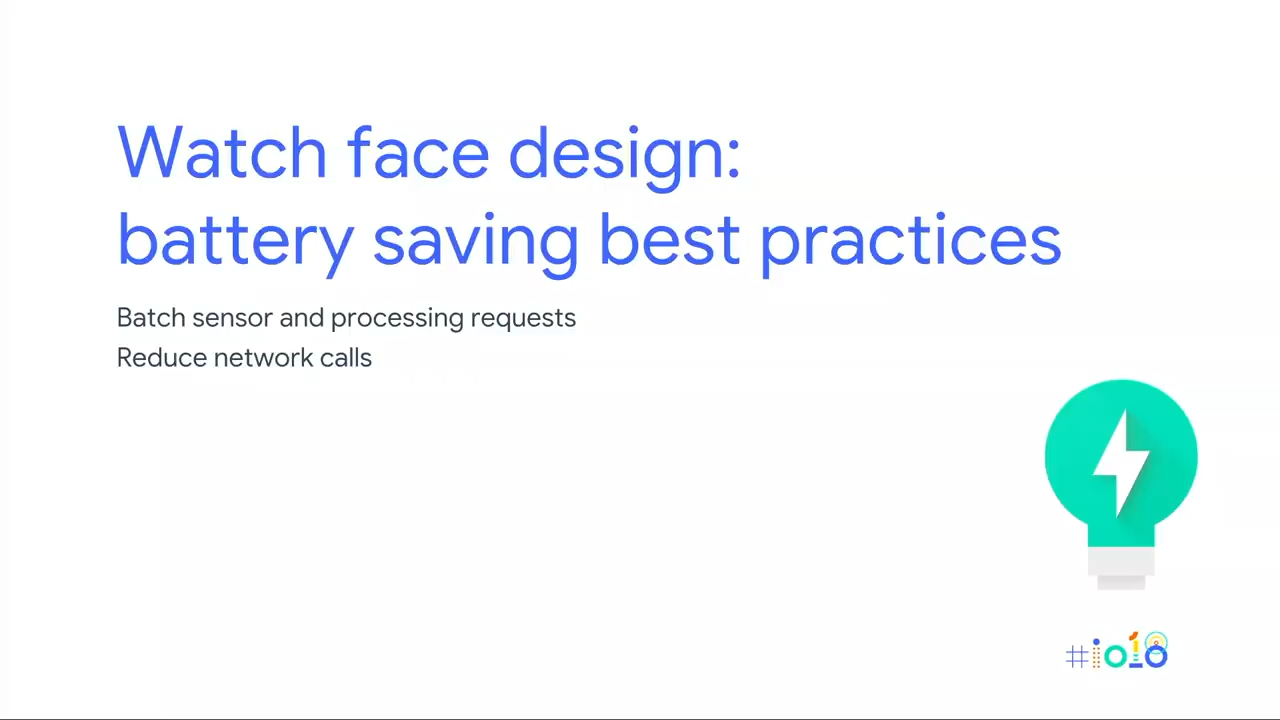 Watch face design:
battery saving best practices
Batch sensor and processing requests
Reduce network calls
#io18